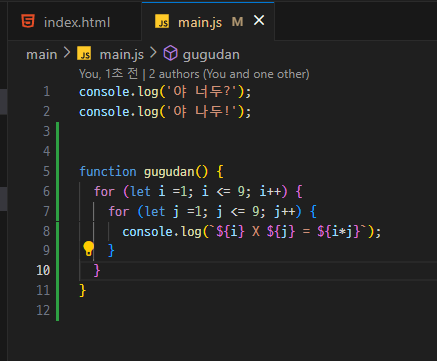 index.html
JS main.js M
main > JS main.js > gugudan
You, 1초 전 | 2 authors (You and one other)
1 console.log('야 너두?');
2 console.log('야 나두!');
3
4
5 function gugudan() {
6 for (let i =1; i <= 9; i++) {
7 for (let j =1; j <= 9; j++) {
8 console.log(`${i} X ${j} = ${i*j}`);
9 }
10 }
11 }
12